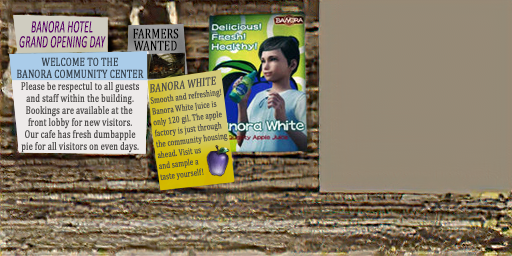 BANORA HOTEL
GRAND OPENING DAY
FARMERS
WANTED
WELCOME TO THE
BANORA COMMUNITY CENTER
Please be respectul to all guests
and staff within the building.
Bookings are available at the
front lobby for new visitors.
Our cafe has fresh dumbapple
pie for all visitors on even days.
BANORA WHITE
Smooth and refreshing!
Banora White Juice is
only 120 gil. The apple
factory is just through
the community housing
ahead. Visit us
and sample a
taste yourself!
BANORA
Delicious!
Fresh!
Healthy!
nora White
Apple Juice